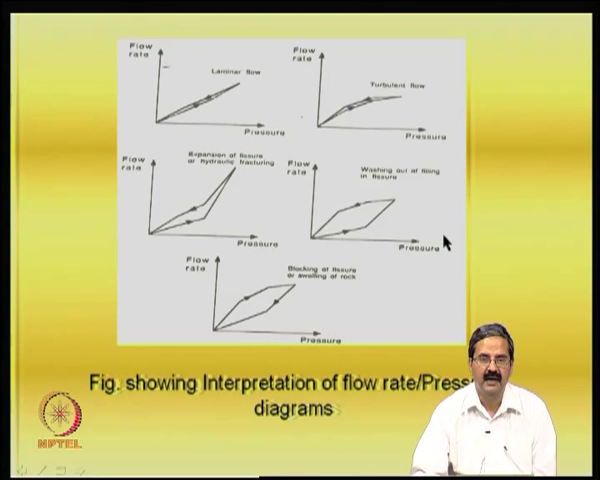 Flow
rate
Laminar flow
Pressure
Flow
rate
Turbulent flow
Pressure
Flow
rate
Expansion of fissure
or hydraulic fracturing
Pressure
Flow
rate
Washing out of filling
in fissure
Pressure
Flow
rate
Blocking of fissure
or swelling of rock
Pressure
Fig. showing Interpretation of flow rate/Press
diagrams
NPTEL